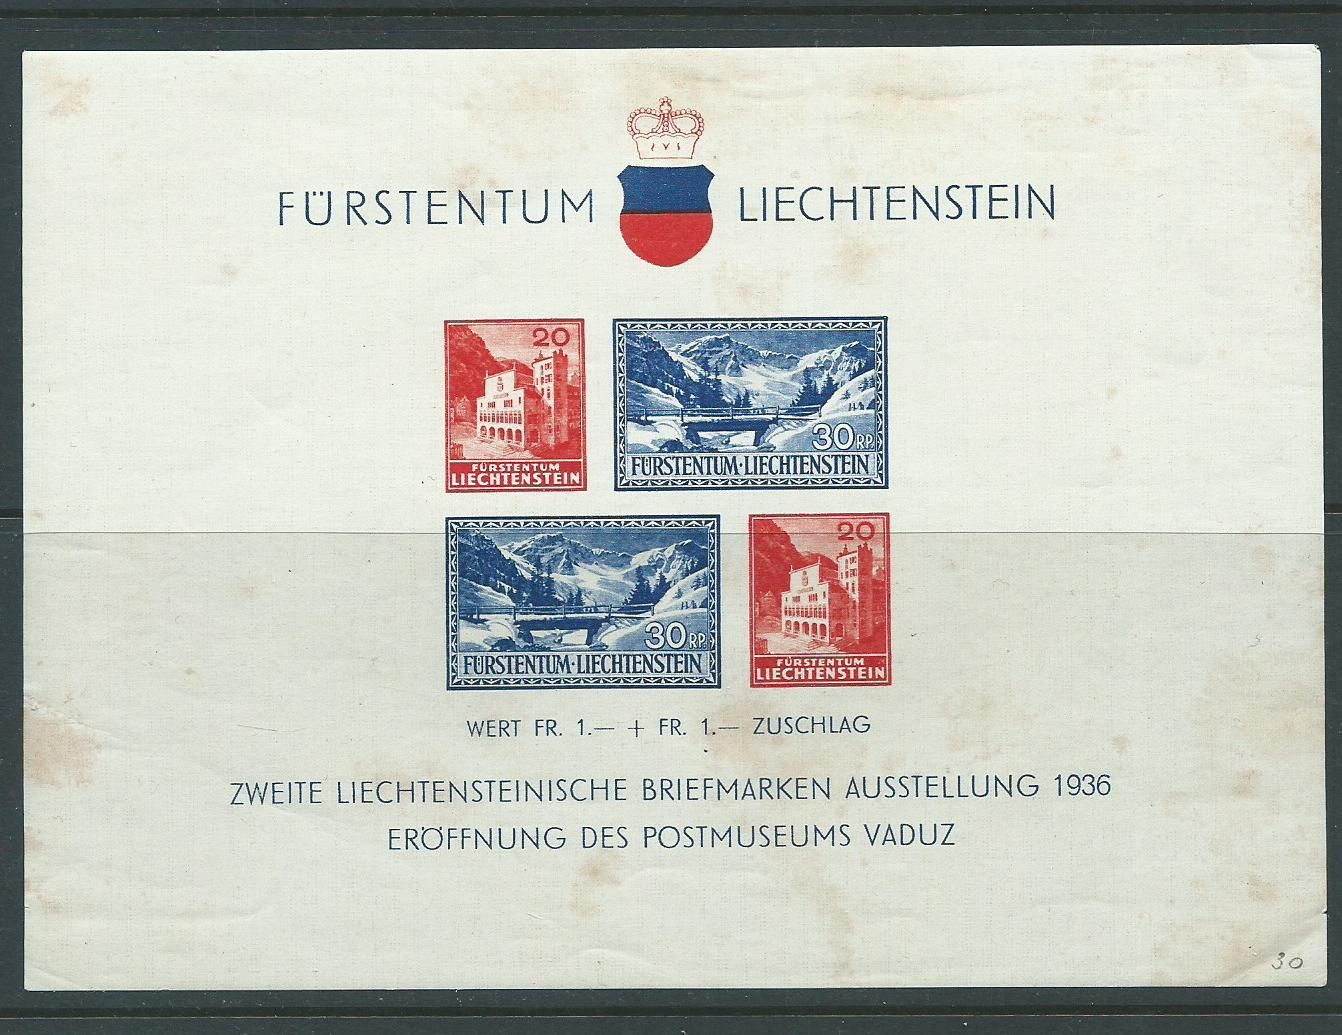 FÜRSTENTUM LIECHTENSTEIN
20
FÜRSTENTUM
LIECHTENSTEIN
30 RP.
FÜRSTENTUM·LIECHTENSTEIN
30 RP.
FÜRSTENTUM·LIECHTENSTEIN
20
FÜRSTENTUM
LIECHTENSTEIN
WERT FR. 1.— + FR. 1.— ZUSCHLAG
ZWEITE LIECHTENSTEINISCHE BRIEFMARKEN AUSSTELLUNG 1936
ERÖFFNUNG DES POSTMUSEUMS VADUZ
30